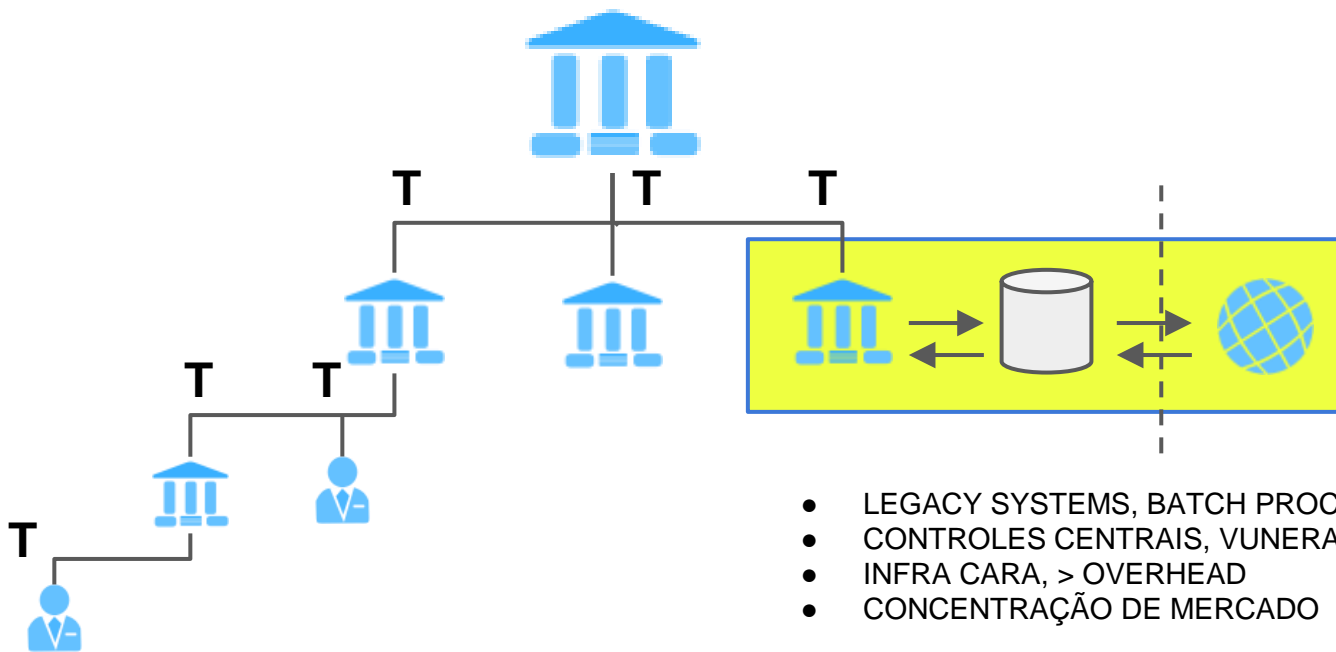 T T T
T T
T
● LEGACY SYSTEMS, BATCH PROC
● CONTROLES CENTRAIS, VUNERA
● INFRA CARA, > OVERHEAD
● CONCENTRAÇÃO DE MERCADO